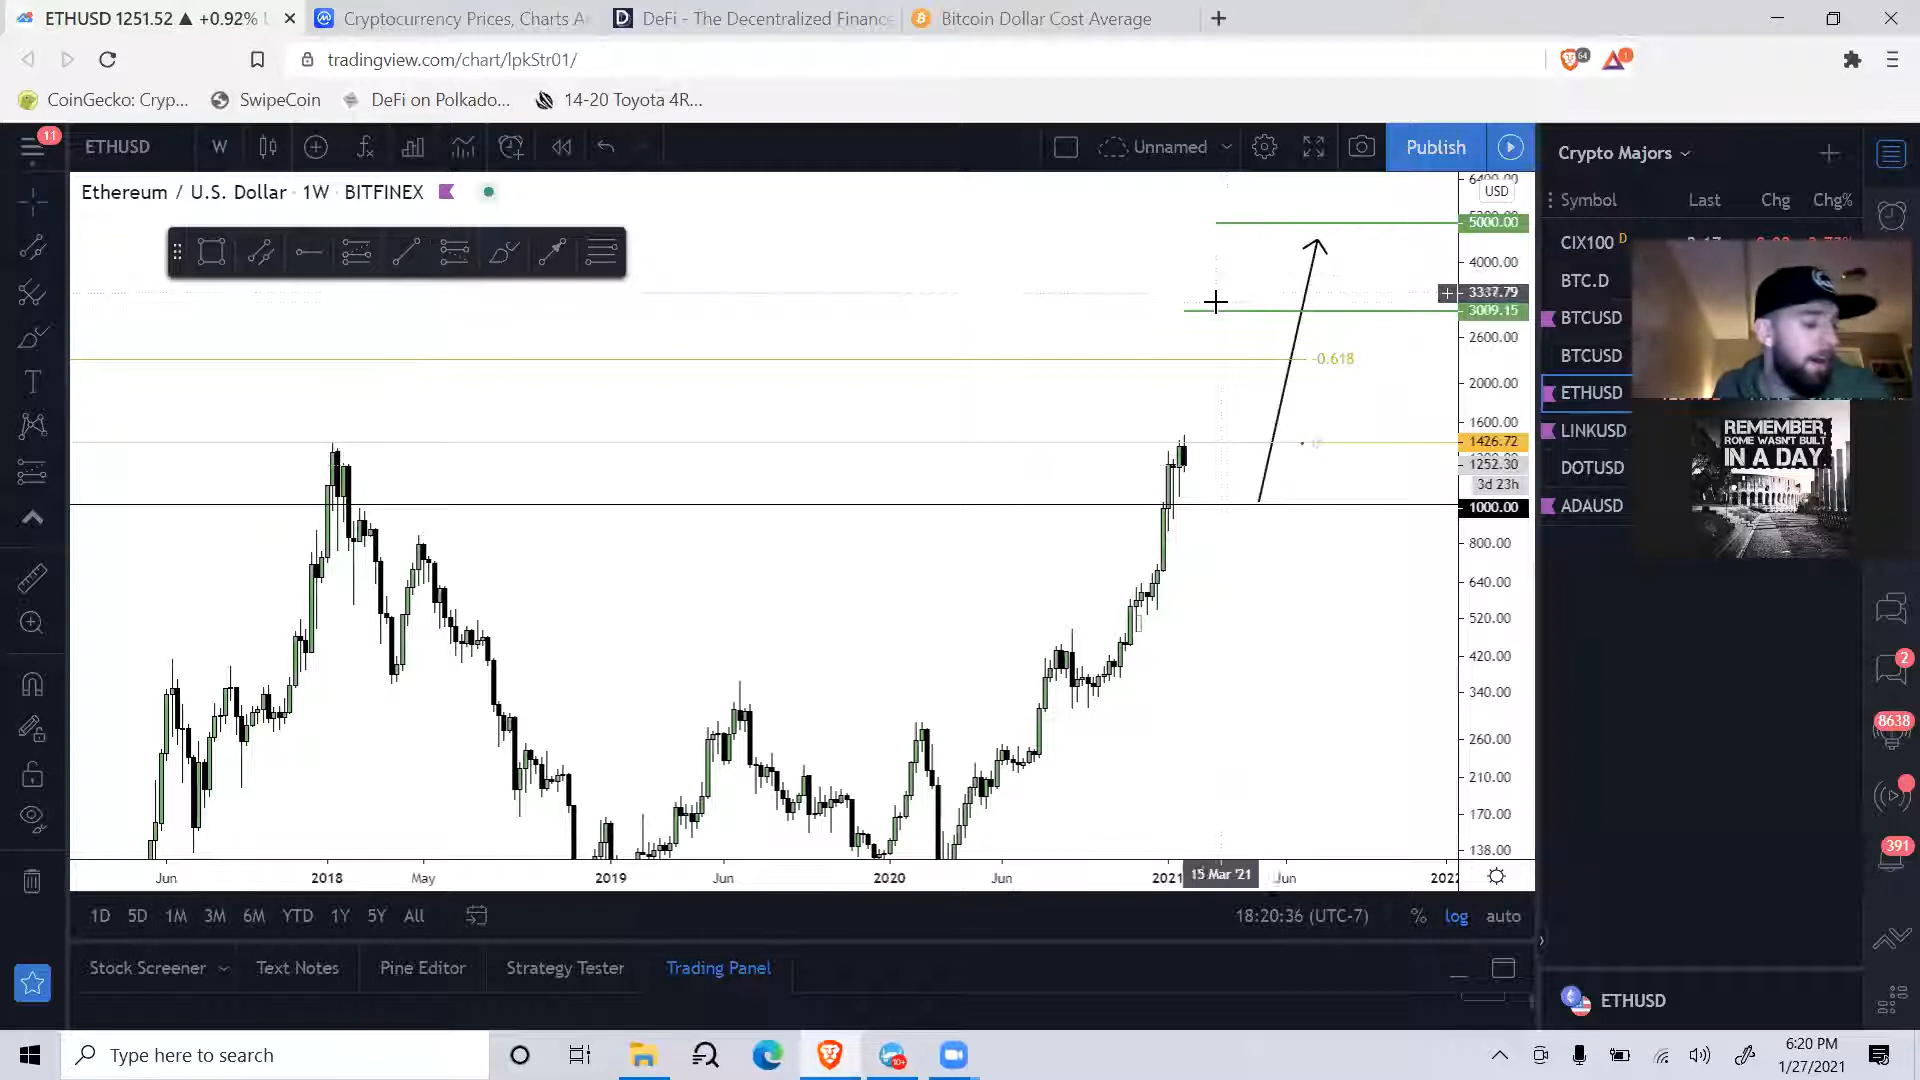 ETHUSD 1251.52 ▲ +0.92%
Cryptocurrency Prices, Charts A
DeFi - The Decentralized Finance
Bitcoin Dollar Cost Average
tradingview.com/chart/lpkStr01/
64
1
CoinGecko: Cryp...
SwipeCoin
DeFi on Polkado...
14-20 Toyota 4R...
11
ETHUSD
W
Unnamed
Publish
Crypto Majors
Ethereum / U.S. Dollar · 1W · BITFINEX
USD
Symbol
Last
Chg
Chg%
5000.00
CIX100 D
4000.00
BTC.D
3337.79
3009.15
BTCUSD
2600.00
-0.618
BTCUSD
2000.00
ETHUSD
1600.00
LINKUSD
REMEMBER,
ROME WASN'T BUILT
IN A DAY
1426.72
1252.30
DOTUSD
3d 23h
1000.00
ADAUSD
800.00
640.00
520.00
420.00
340.00
260.00
210.00
170.00
138.00
2
8638
391
Jun
2018
May
2019
Jun
2020
Jun
2021
15 Mar '21
Jun
2022
1D
5D
1M
3M
6M
YTD
1Y
5Y
All
18:20:36 (UTC-7)
%
log
auto
Stock Screener
Text Notes
Pine Editor
Strategy Tester
Trading Panel
ETHUSD
Type here to search
10+
6:20 PM
1/27/2021